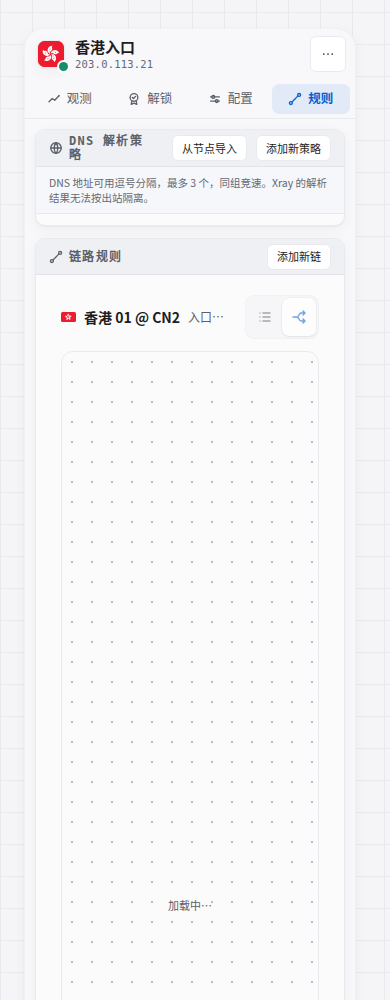 香港入口
203.0.113.21
···
观测
解锁
配置
规则
DNS 解析策
略
从节点导入
添加新策略
DNS 地址可用逗号分隔，最多 3 个，同组竞速。Xray 的解析
结果无法按出站隔离。
链路规则
添加新链
香港 01 @ CN2 入口…
加载中…